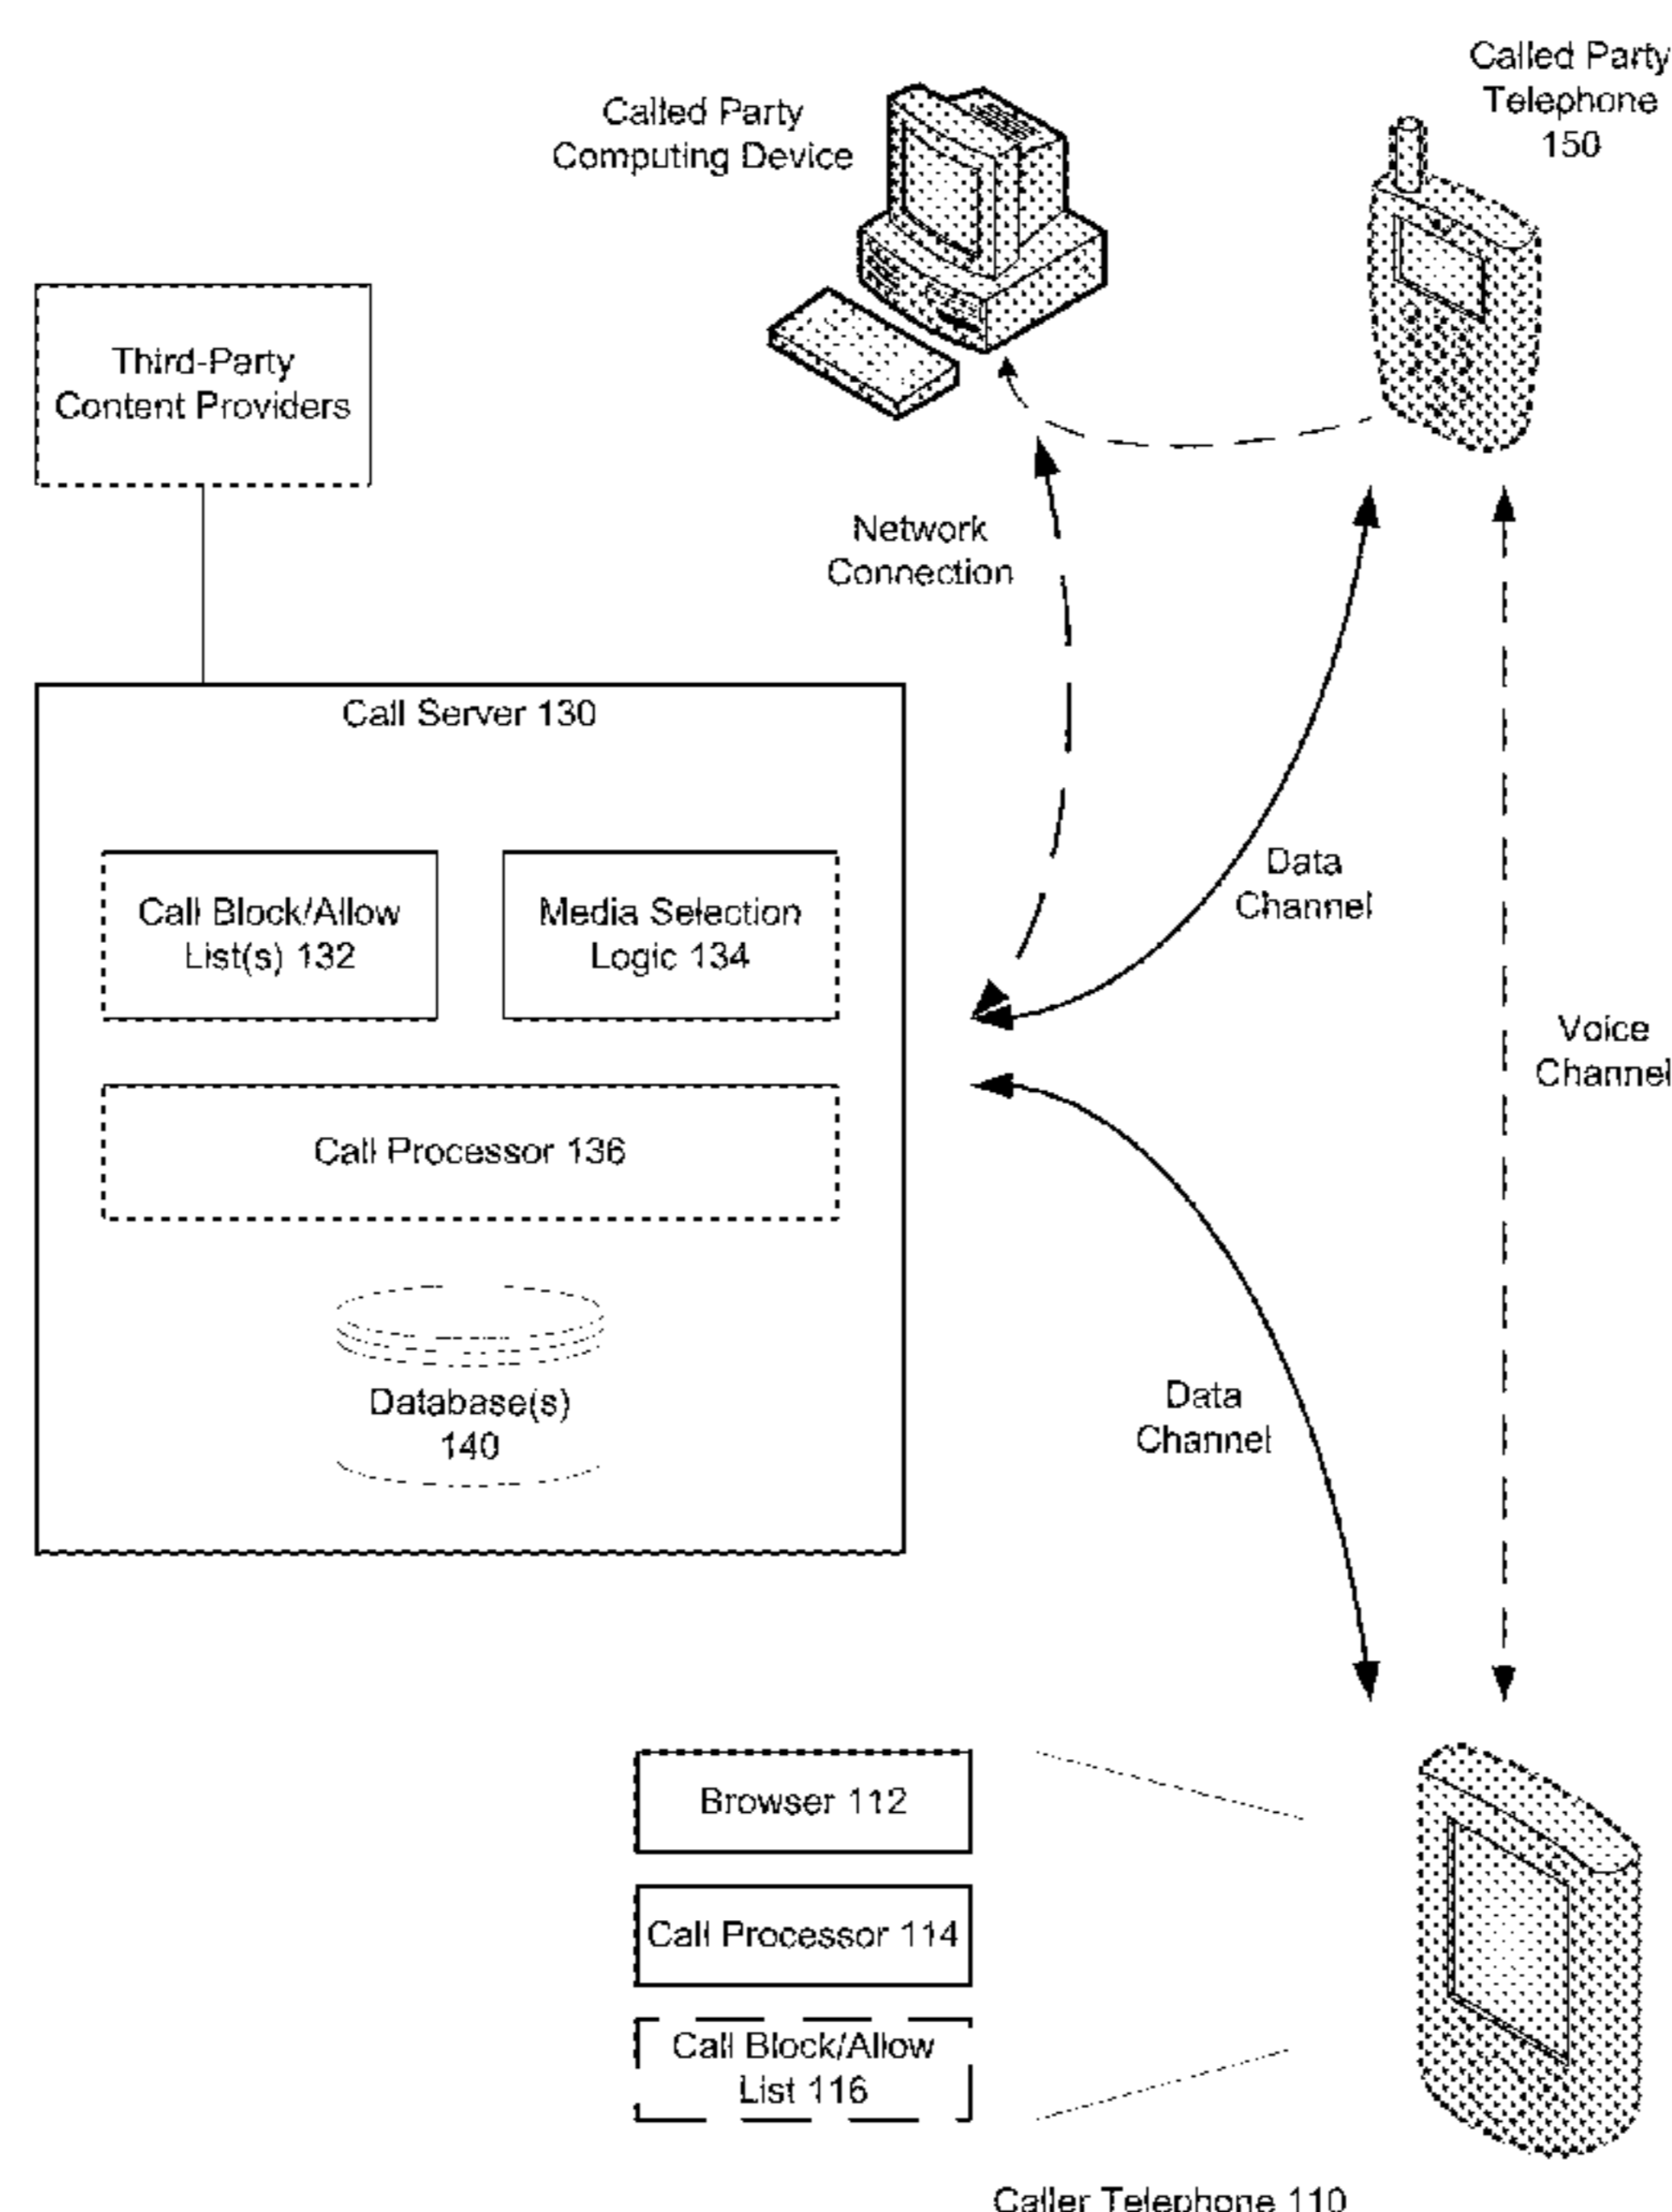 Called Party
Telephone
150
Called Party
Computing Device
Third-Party
Content Providers
Network
Connection
Call Server 130
Call Block/Allow
List(s) 132
Media Selection
Logic 134
Data
Channel
Voice
Channel
Call Processor 136
Database(s)
140
Data
Channel
Browser 112
Call Processor 114
Call Block/Allow
List 116
Caller Telephone 110